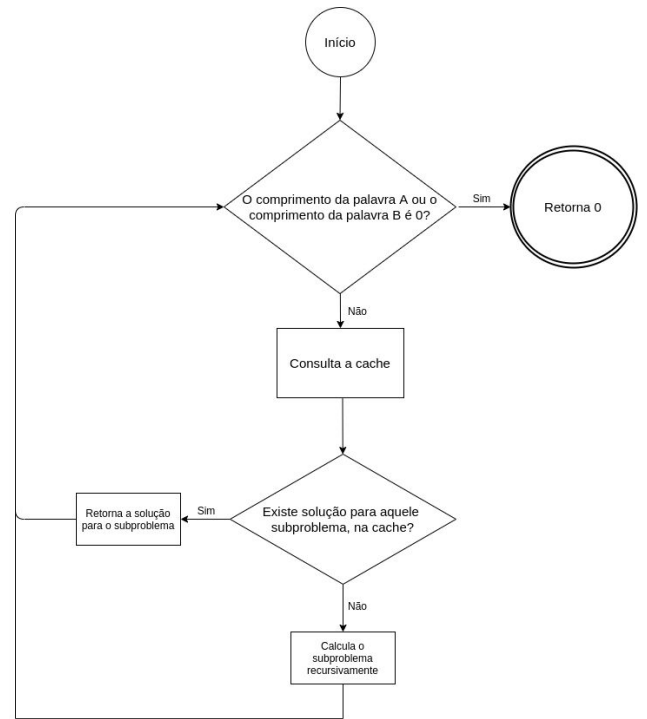 Início
O comprimento da palavra A ou o
comprimento da palavra B é 0?
Sim
Retorna 0
Não
Consulta a cache
Existe solução para aquele
subproblema, na cache?
Sim
Retorna a solução
para o subproblema
Não
Calcula o
subproblema
recursivamente